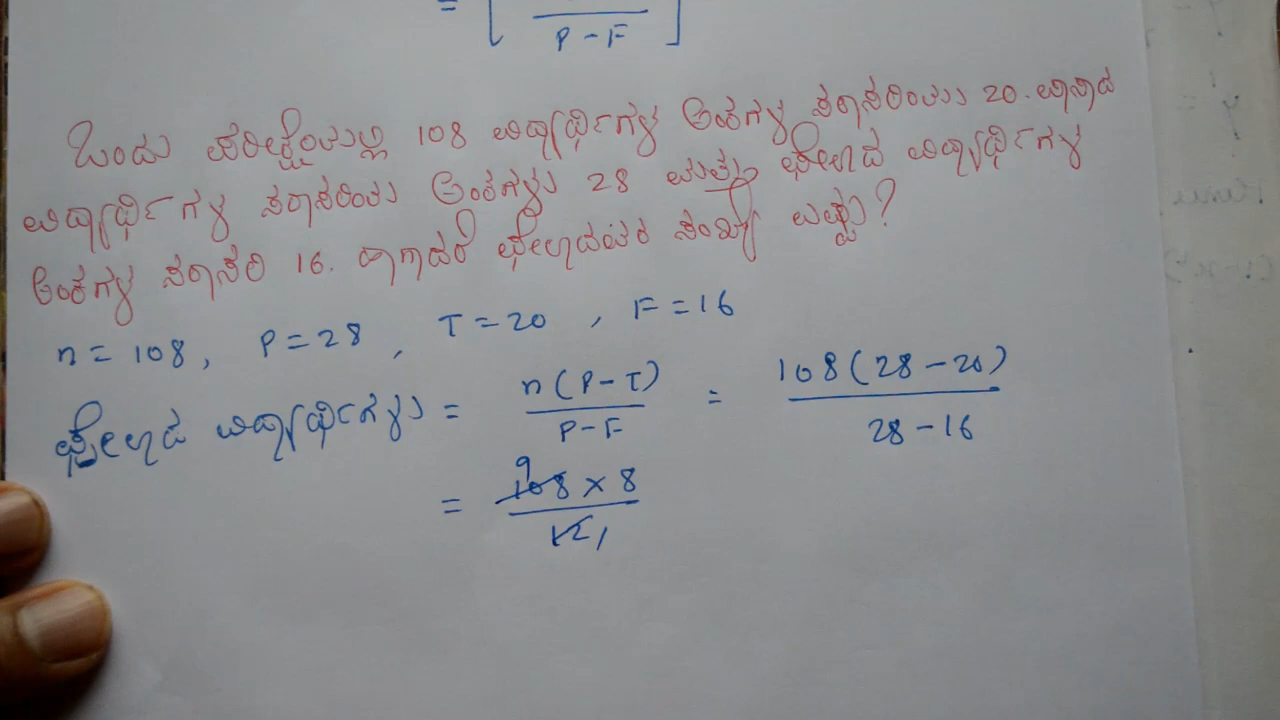 = [ / P - F ]
ಒಂದು ಪರೀಕ್ಷೆಯಲ್ಲಿ 108 ವಿದ್ಯಾರ್ಥಿಗಳ ಅಂಕಗಳ ಸರಾಸರಿಯು 20. ಪಾಸಾದ
ವಿದ್ಯಾರ್ಥಿಗಳ ಸರಾಸರಿಯು ಅಂಕಗಳು 28 ಮತ್ತು ಫೇಲಾದ ವಿದ್ಯಾರ್ಥಿಗಳ
ಅಂಕಗಳ ಸರಾಸರಿ 16. ಹಾಗಾದರೆ ಫೇಲಾದವರ ಸಂಖ್ಯೆ ಎಷ್ಟು?
n = 108, P = 28, T = 20, F = 16
ಫೇಲಾದ ವಿದ್ಯಾರ್ಥಿಗಳು = n(P-T) / P-F = 108(28-20) / 28-16
= 9 108 × 8 / 12 1